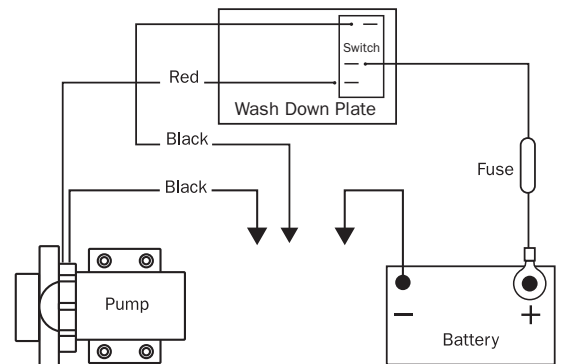 Switch
Red
Wash Down Plate
Black
Black
Fuse
Pump
− +
Battery